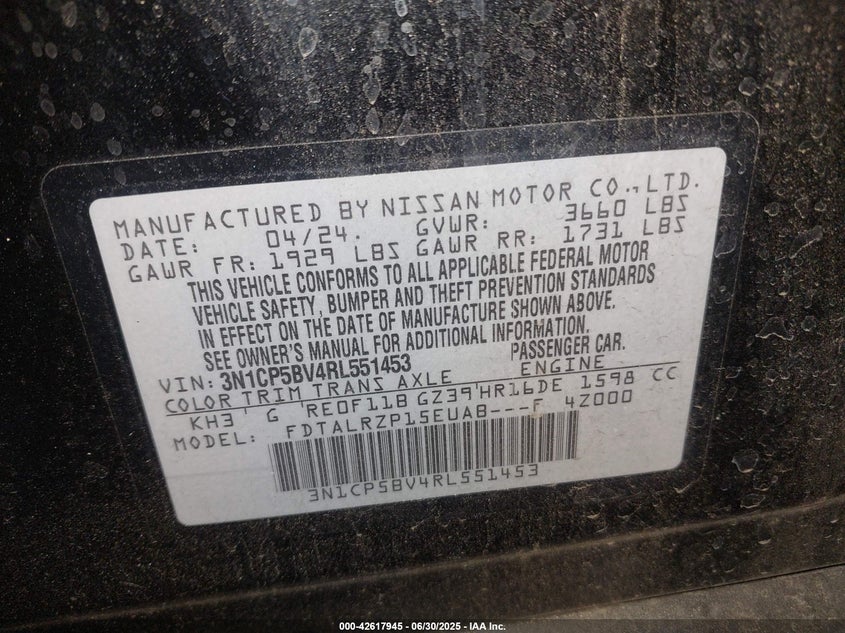 MANUFACTURED BY NISSAN MOTOR CO.,LTD.
DATE: 04/24. GVWR: 3660 LBS
GAWR FR: 1929 LBS GAWR RR: 1731 LBS
THIS VEHICLE CONFORMS TO ALL APPLICABLE FEDERAL MOTOR
VEHICLE SAFETY, BUMPER AND THEFT PREVENTION STANDARDS
IN EFFECT ON THE DATE OF MANUFACTURE SHOWN ABOVE.
SEE OWNER'S MANUAL FOR ADDITIONAL INFORMATION.
VIN: 3N1CP5BV4RL551453 PASSENGER CAR.
COLOR TRIM TRANS AXLE ENGINE
KH3' G 'RE0F11B GZ39'HR16DE 1598 CC
MODEL: FDTALRZP15EUAB---F 4Z000
3N1CP5BV4RL551453
000-42617945 - 06/30/2025 - IAA Inc.